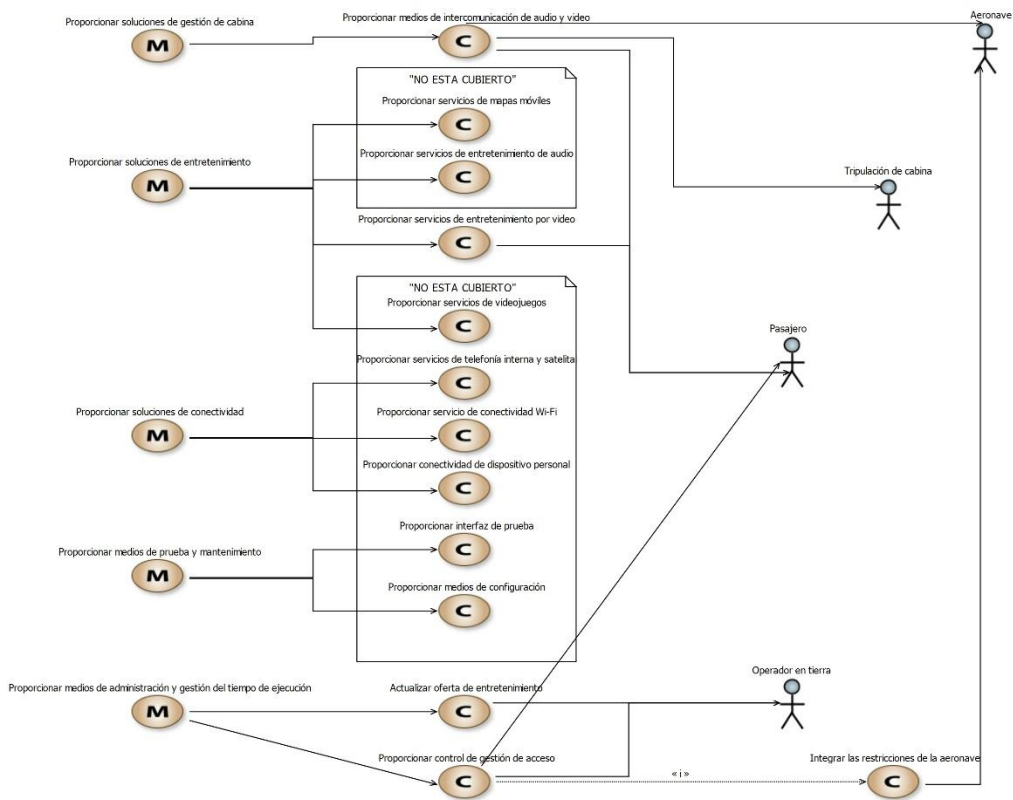 Proporcionar soluciones de gestión de cabina
M
Proporcionar medios de intercomunicación de audio y video
C
Aeronave
"NO ESTA CUBIERTO"
Proporcionar servicios de mapas móviles
C
Proporcionar soluciones de entretenimiento
M
Proporcionar servicios de entretenimiento de audio
C
Tripulación de cabina
Proporcionar servicios de entretenimiento por video
C
"NO ESTA CUBIERTO"
Proporcionar servicios de videojuegos
C
Pasajero
Proporcionar servicios de telefonía interna y satelita
C
Proporcionar soluciones de conectividad
M
Proporcionar servicio de conectividad Wi-Fi
C
Proporcionar conectividad de dispositivo personal
C
Proporcionar interfaz de prueba
C
Proporcionar medios de prueba y mantenimiento
M
Proporcionar medios de configuración
C
Proporcionar medios de administración y gestión del tiempo de ejecución
M
Actualizar oferta de entretenimiento
C
Operador en tierra
Proporcionar control de gestión de acceso
C
« i »
Integrar las restricciones de la aeronave
C